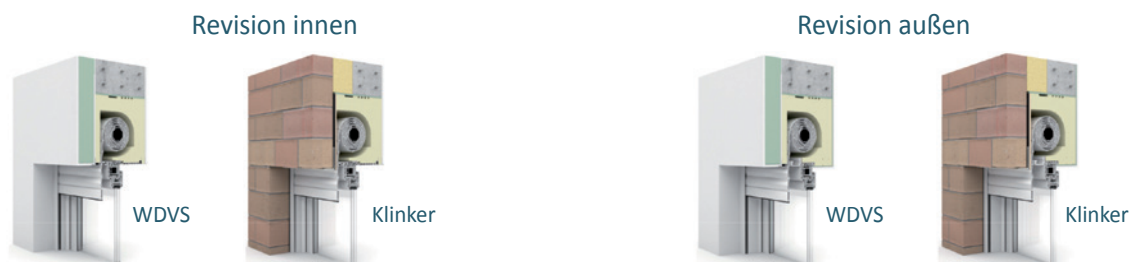 Revision innen
Revision außen
WDVS
Klinker
WDVS
Klinker